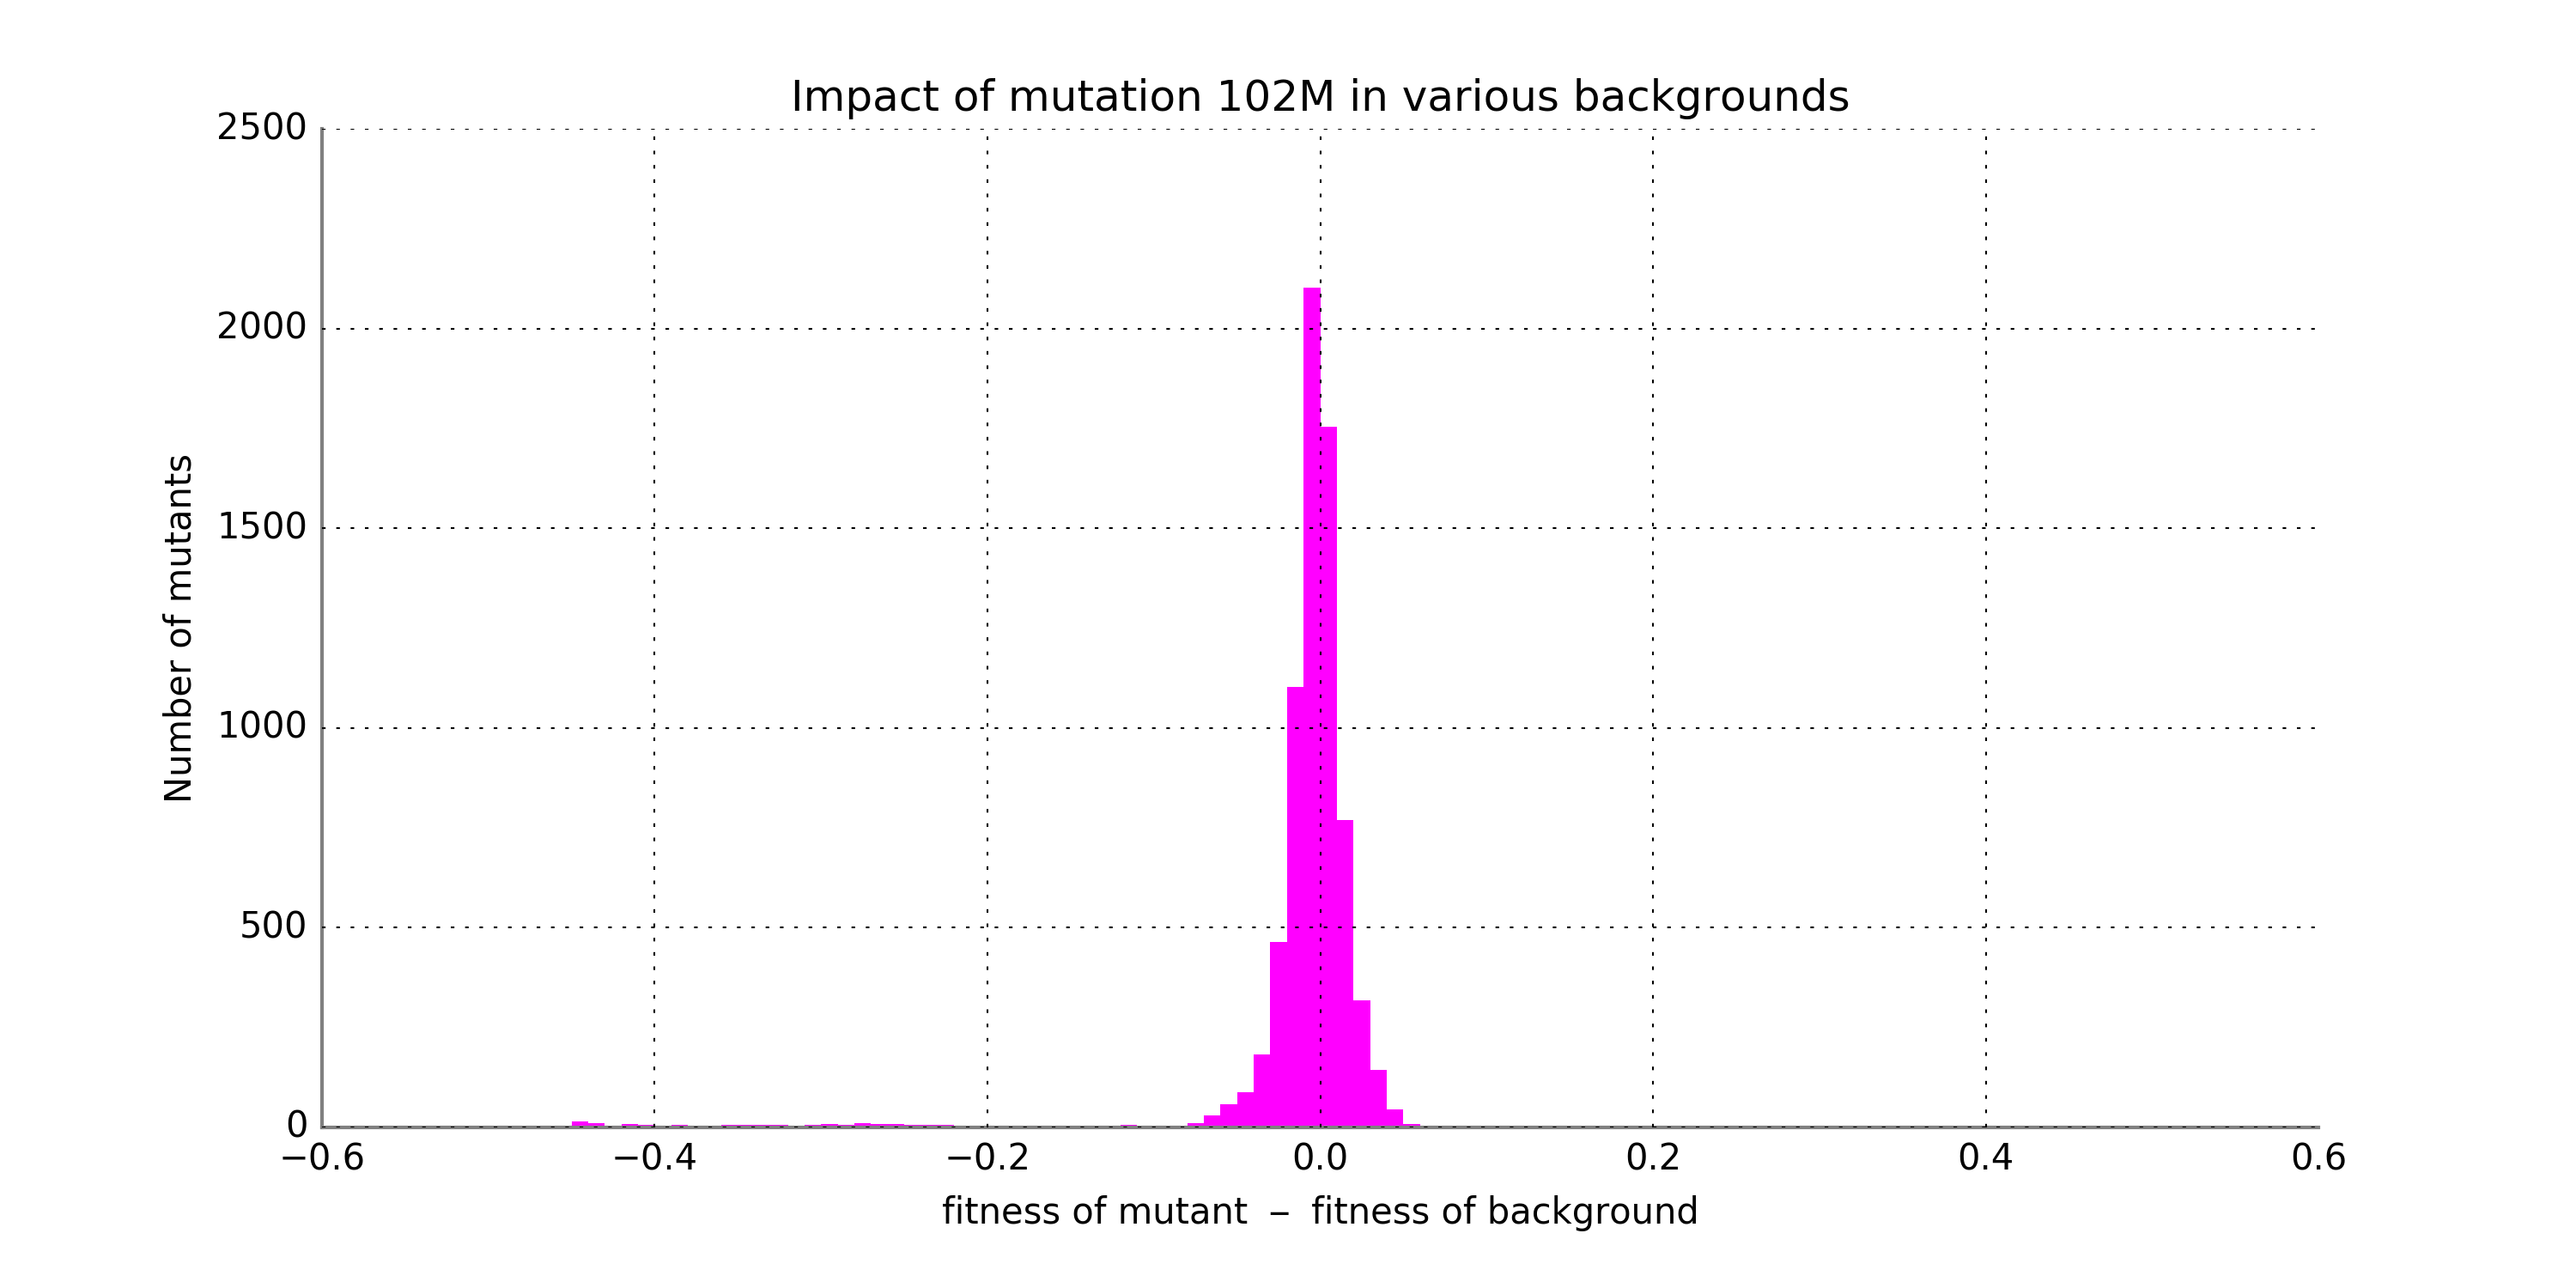 Impact of mutation 102M in various backgrounds
2500
2000
1500
1000
500
0
Number of mutants
−0.6 −0.4 −0.2 0.0 0.2 0.4 0.6
fitness of mutant − fitness of background